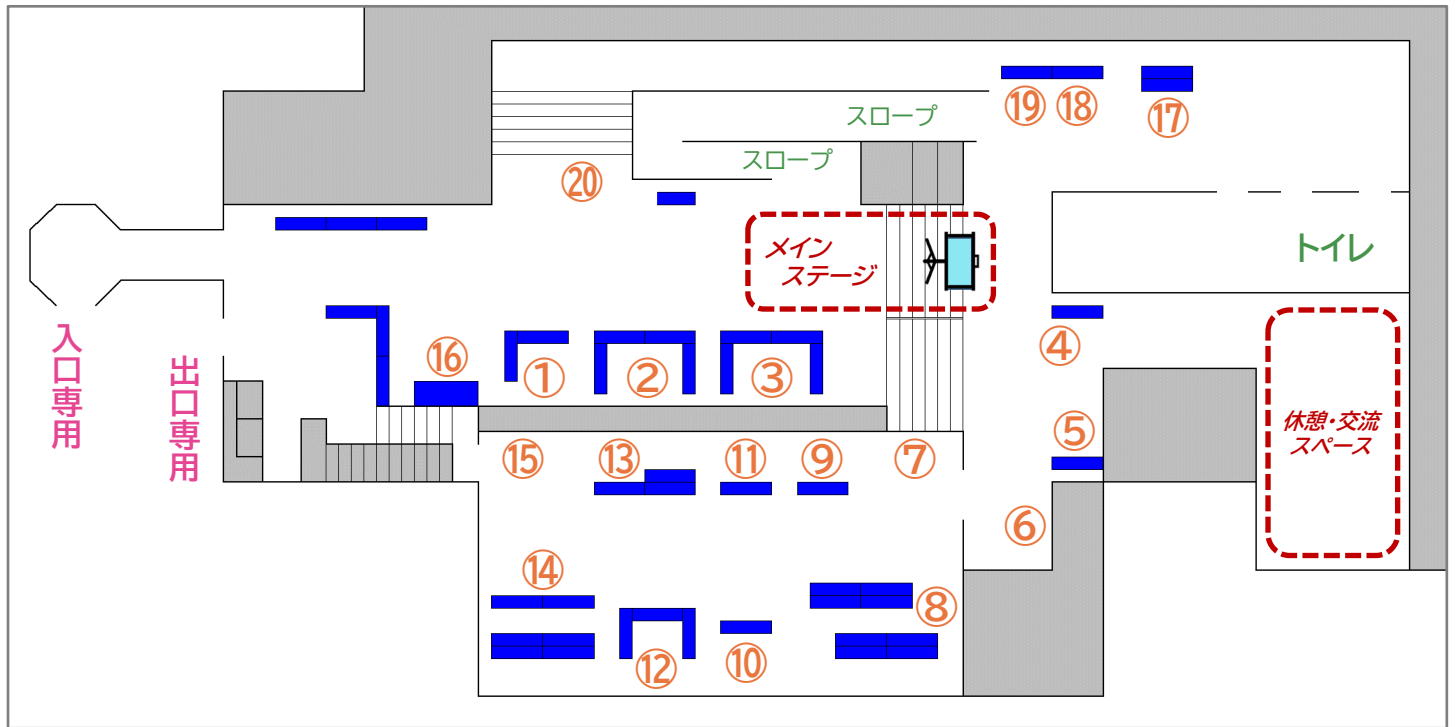 スロープ
⑲
⑱
⑰
スロープ
⑳
メイン
ステージ
トイレ
入口専用
出口専用
⑯
①
②
③
④
休憩・交流
スペース
⑤
⑮
⑬
⑪
⑨
⑦
⑥
⑭
⑧
⑫
⑩